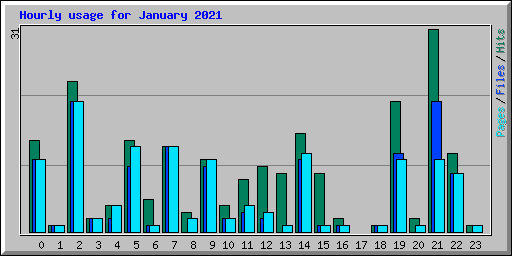 Hourly usage for January 2021
31
Pages/Files/Hits
0 1 2 3 4 5 6 7 8 9 10 11 12 13 14 15 16 17 18 19 20 21 22 23